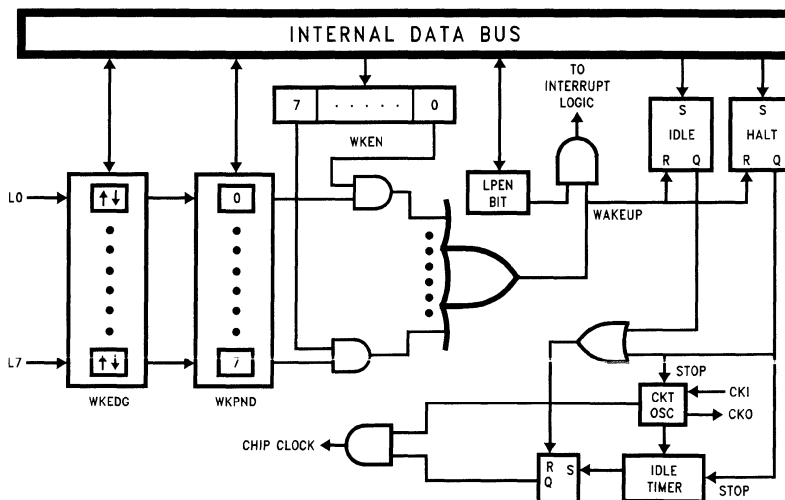 INTERNAL DATA BUS
TO
INTERRUPT
LOGIC
7 ····· 0
WKEN
S
IDLE
R Q
S
HALT
R Q
LPEN
BIT
WAKEUP
L0
↑↓
0
L7
↑↓
7
WKEDG
WKPND
STOP
CKT
OSC
CKI
CKO
CHIP CLOCK
R S
Q
IDLE
TIMER
STOP